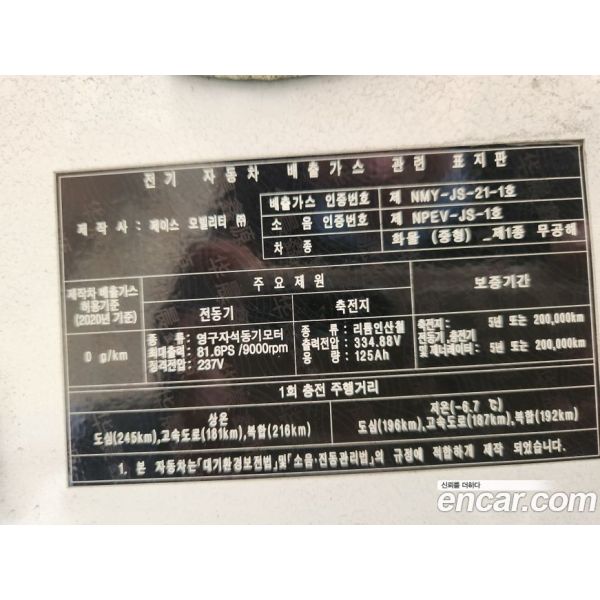 전기 자동차 배출가스 관련 표지판
제작사 : 제이스 모빌리티 ㈜
배출가스 인증번호 제 NMY-JS-21-1호
소음 인증번호 제 NPEV-JS-1호
차종 화물 (중형) _제1종 무공해
제작차 배출가스 허용기준 (2020년 기준)
0 g/km
주요제원
전동기
종 류 : 영구자석동기모터
최대출력: 81.6PS /9000rpm
정격전압: 237V
축전지
종 류 : 리튬인산철
출력전압: 334.88V
용 량 : 125Ah
보증기간
축전지: 5년 또는 200,000km
전동기, 충전기
및 제너레이터: 5년 또는 200,000km
1회 충전 주행거리
상온
도심(245km),고속도로(181km),복합(216km)
저온(-6.7 ℃)
도심(196km),고속도로(187km),복합(192km)
1. 본 자동차는「대기환경보전법」및「소음·진동관리법」의 규정에 적합하게 제작 되었습니다.
신뢰를 더하다
encar.com